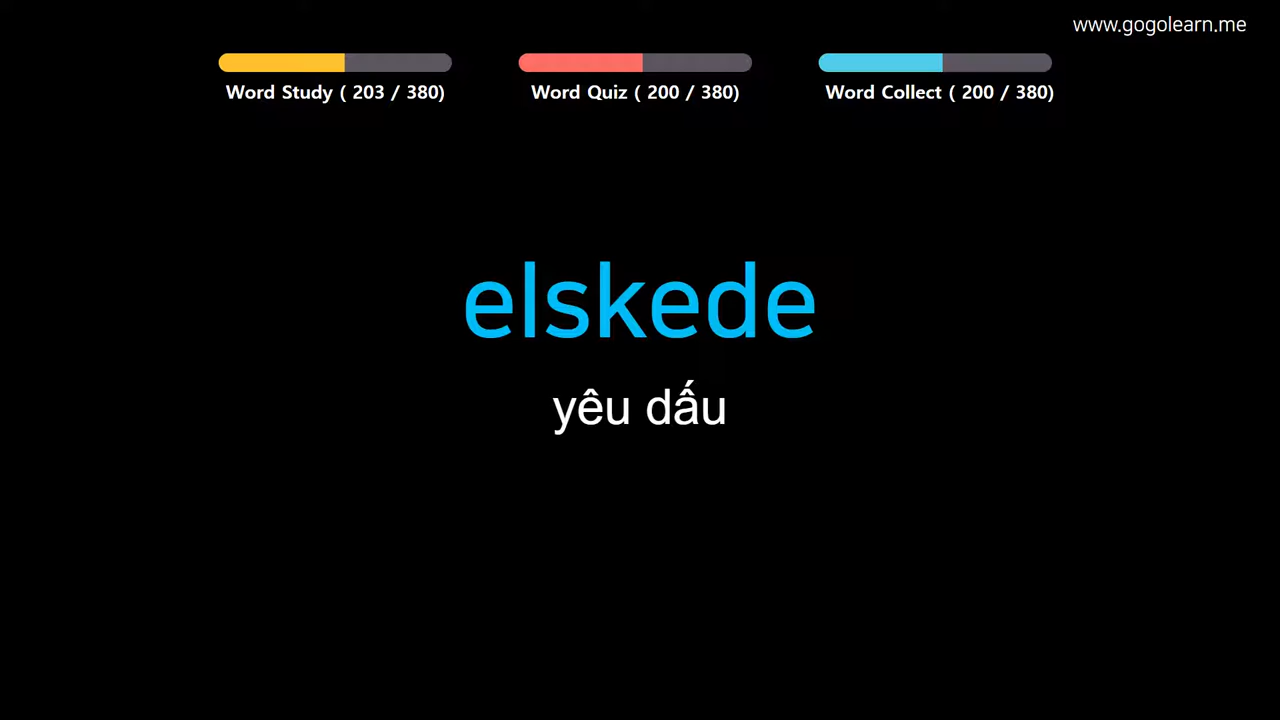 www.gogolearn.me
Word Study ( 203 / 380)
Word Quiz ( 200 / 380)
Word Collect ( 200 / 380)
elskede
yêu dấu